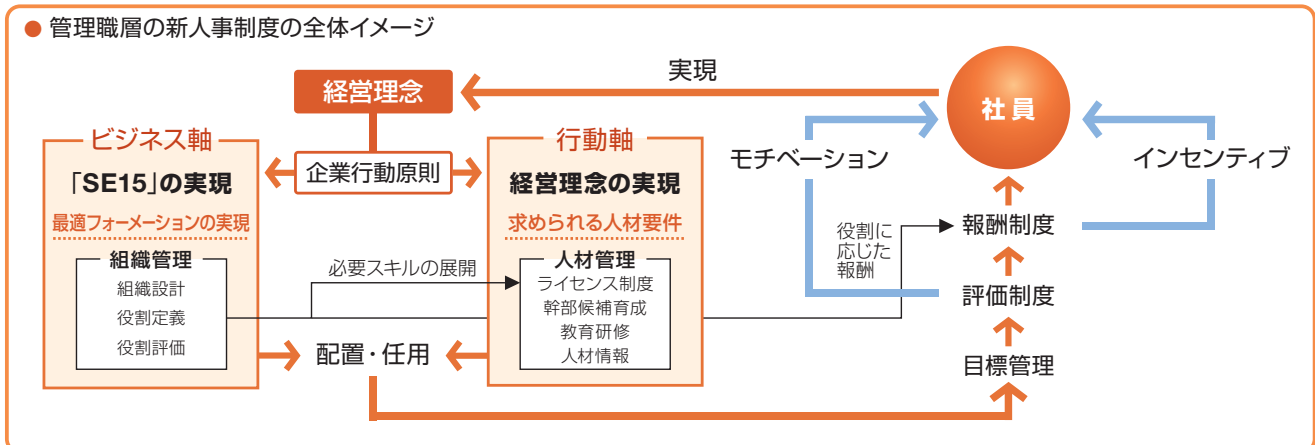 ● 管理職層の新人事制度の全体イメージ
実現
経営理念
社員
ビジネス軸
「SE15」の実現
最適フォーメーションの実現
組織管理
組織設計
役割定義
役割評価
企業行動原則
必要スキルの展開
配置・任用
行動軸
経営理念の実現
求められる人材要件
人材管理
ライセンス制度
幹部候補育成
教育研修
人材情報
モチベーション
インセンティブ
役割に
応じた
報酬
報酬制度
評価制度
目標管理